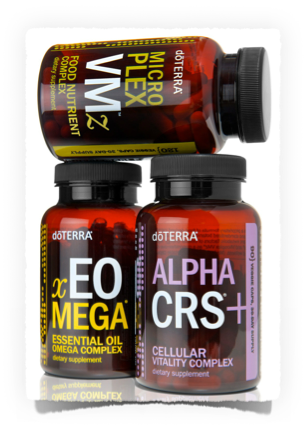 dōTERRA
MICRO
PLEX
VMz™
FOOD NUTRIENT
COMPLEX
dietary supplement
dōTERRA®
xEO
MEGA®
ESSENTIAL OIL
OMEGA COMPLEX
dietary supplement
dōTERRA®
ALPHA
CRS+
CELLULAR
VITALITY COMPLEX
dietary supplement